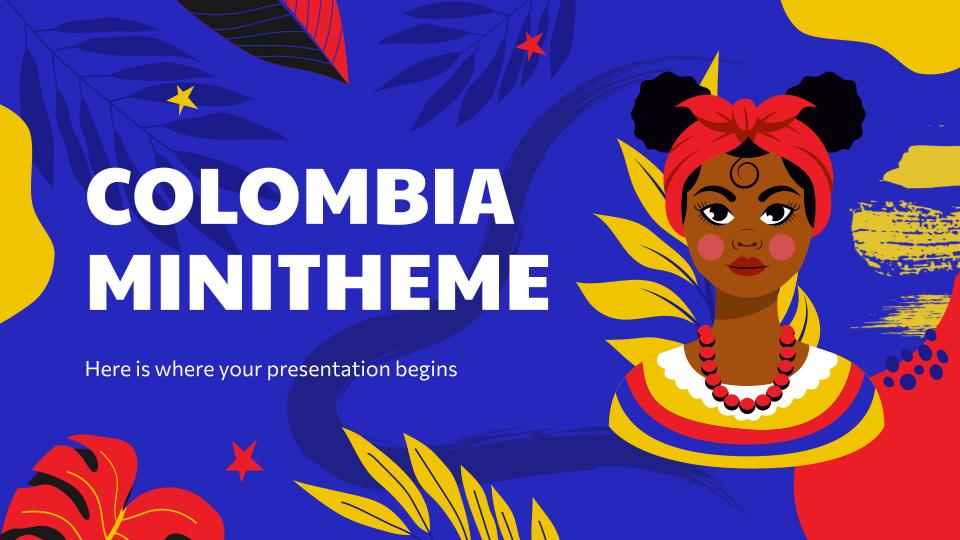 COLOMBIA
MINITHEME
Here is where your presentation begins